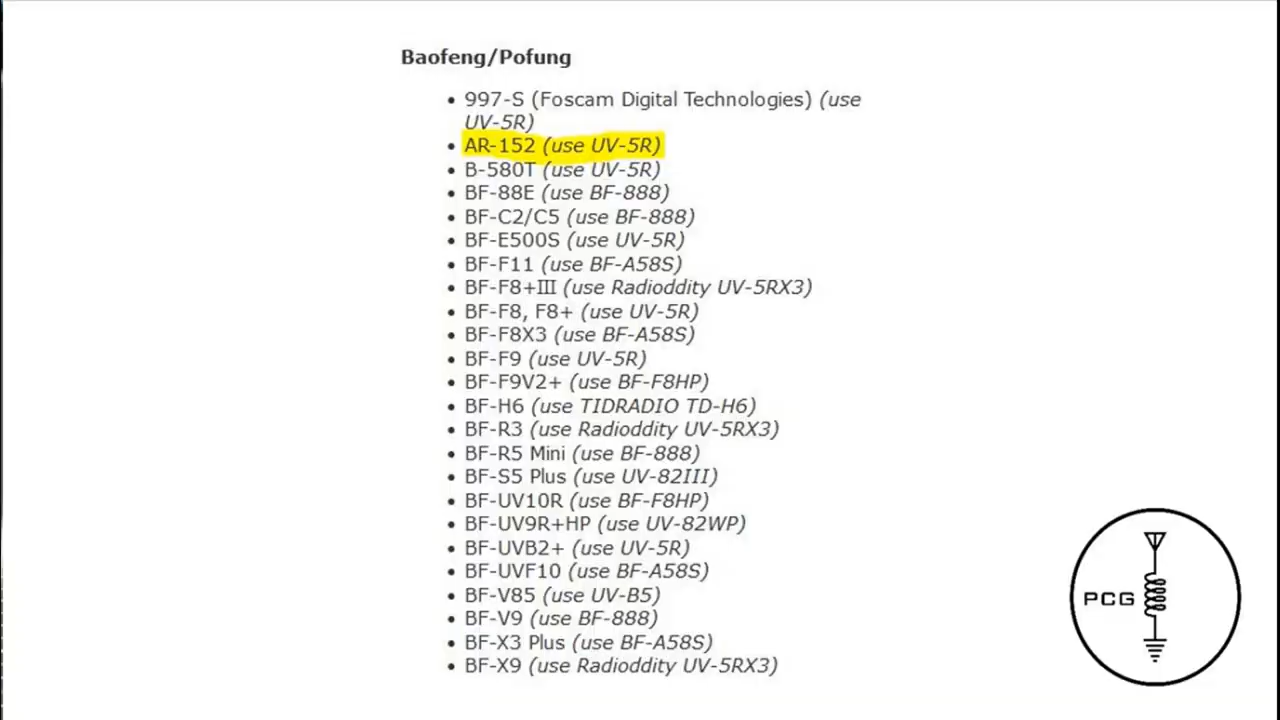 Baofeng/Pofung
• 997-S (Foscam Digital Technologies) (use
UV-5R)
• AR-152 (use UV-5R)
• B-580T (use UV-5R)
• BF-88E (use BF-888)
• BF-C2/C5 (use BF-888)
• BF-E500S (use UV-5R)
• BF-F11 (use BF-A58S)
• BF-F8+III (use Radioddity UV-5RX3)
• BF-F8, F8+ (use UV-5R)
• BF-F8X3 (use BF-A58S)
• BF-F9 (use UV-5R)
• BF-F9V2+ (use BF-F8HP)
• BF-H6 (use TIDRADIO TD-H6)
• BF-R3 (use Radioddity UV-5RX3)
• BF-R5 Mini (use BF-888)
• BF-S5 Plus (use UV-82III)
• BF-UV10R (use BF-F8HP)
• BF-UV9R+HP (use UV-82WP)
• BF-UVB2+ (use UV-5R)
• BF-UVF10 (use BF-A58S)
• BF-V85 (use UV-B5)
• BF-V9 (use BF-888)
• BF-X3 Plus (use BF-A58S)
• BF-X9 (use Radioddity UV-5RX3)
PCG